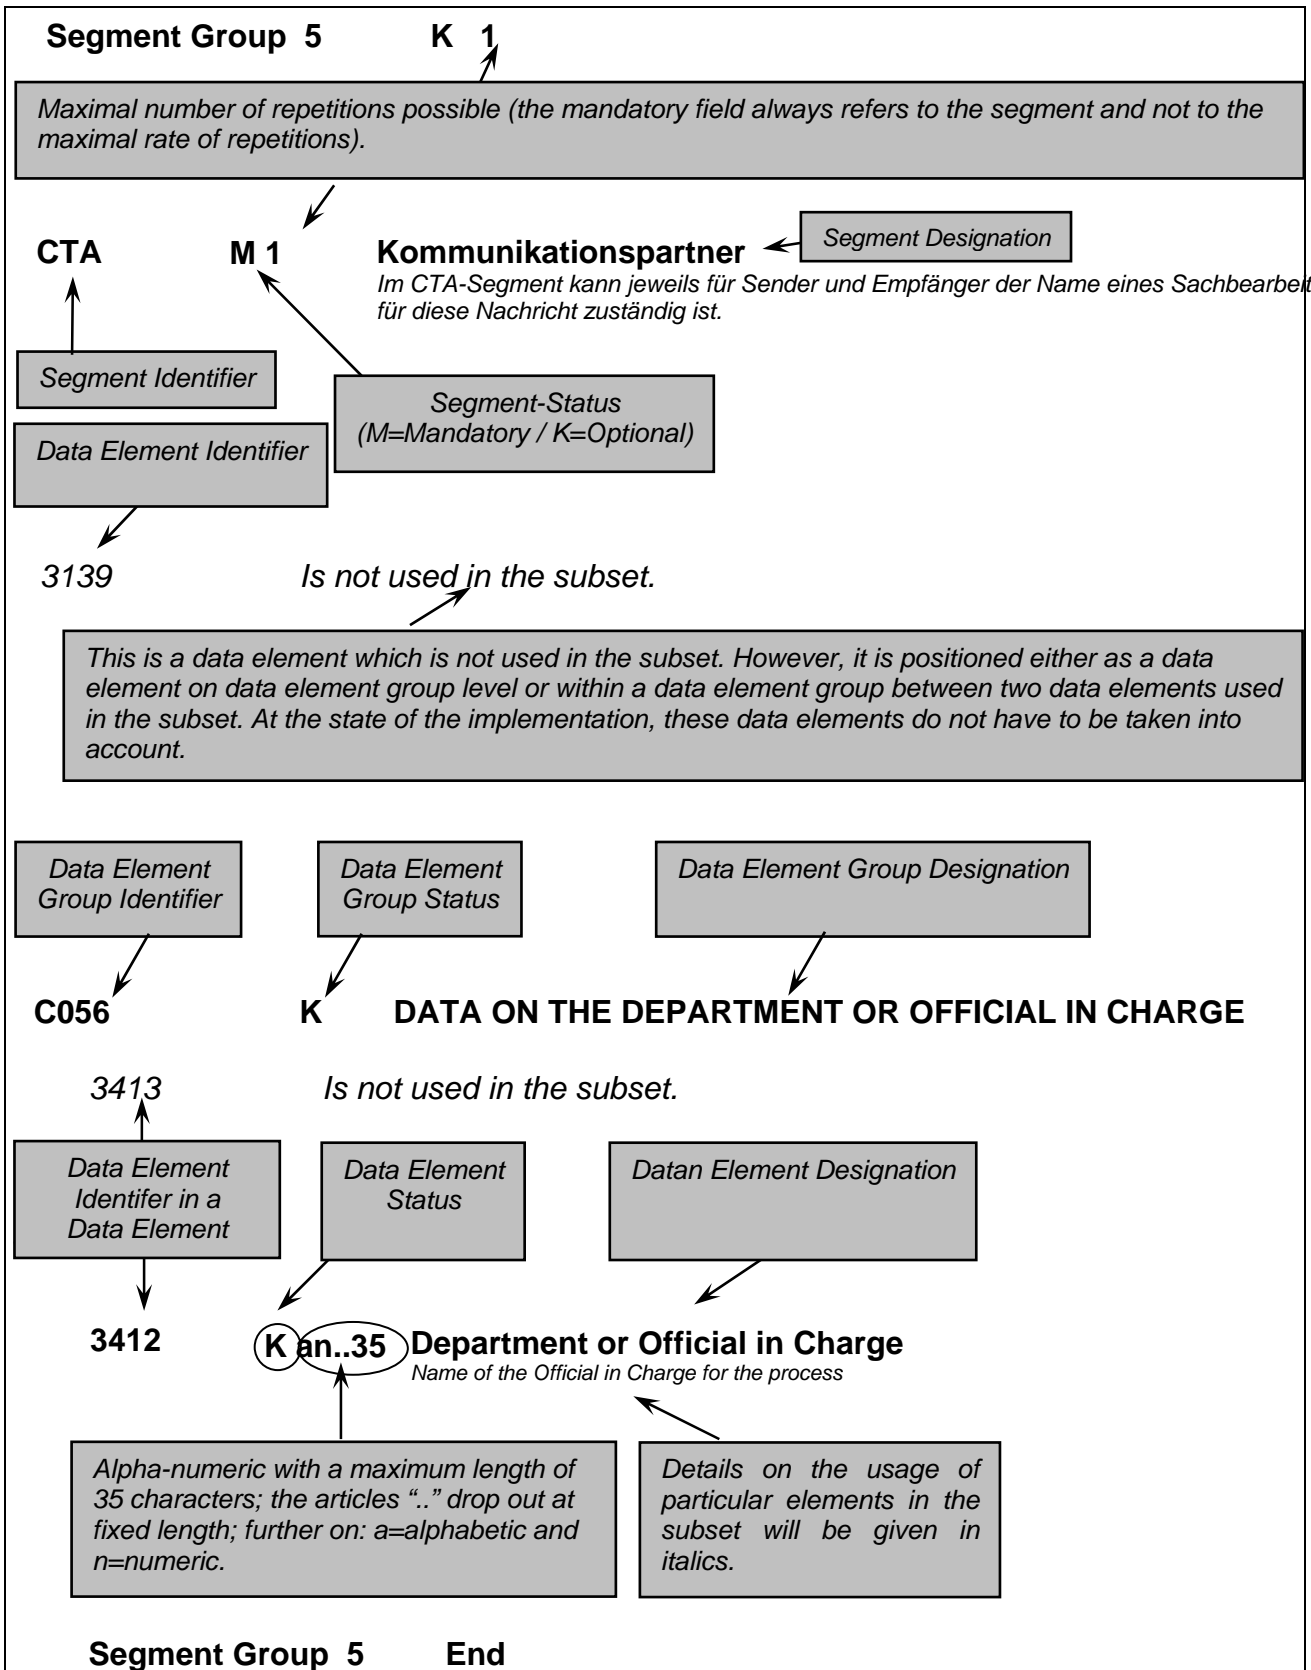 Segment Group 5 K 1
Maximal number of repetitions possible (the mandatory field always refers to the segment and not to the
maximal rate of repetitions).
CTA M 1 Kommunikationspartner Segment Designation
Im CTA-Segment kann jeweils für Sender und Empfänger der Name eines Sachbearbeit
für diese Nachricht zuständig ist.
Segment Identifier
Segment-Status
(M=Mandatory / K=Optional)
Data Element Identifier
3139 Is not used in the subset.
This is a data element which is not used in the subset. However, it is positioned either as a data
element on data element group level or within a data element group between two data elements used
in the subset. At the state of the implementation, these data elements do not have to be taken into
account.
Data Element
Group Identifier
Data Element
Group Status
Data Element Group Designation
C056 K DATA ON THE DEPARTMENT OR OFFICIAL IN CHARGE
3413 Is not used in the subset.
Data Element
Identifer in a
Data Element
Data Element
Status
Datan Element Designation
3412 K an..35 Department or Official in Charge
Name of the Official in Charge for the process
Alpha-numeric with a maximum length of
35 characters; the articles “..” drop out at
fixed length; further on: a=alphabetic and
n=numeric.
Details on the usage of
particular elements in the
subset will be given in
italics.
Segment Group 5 End